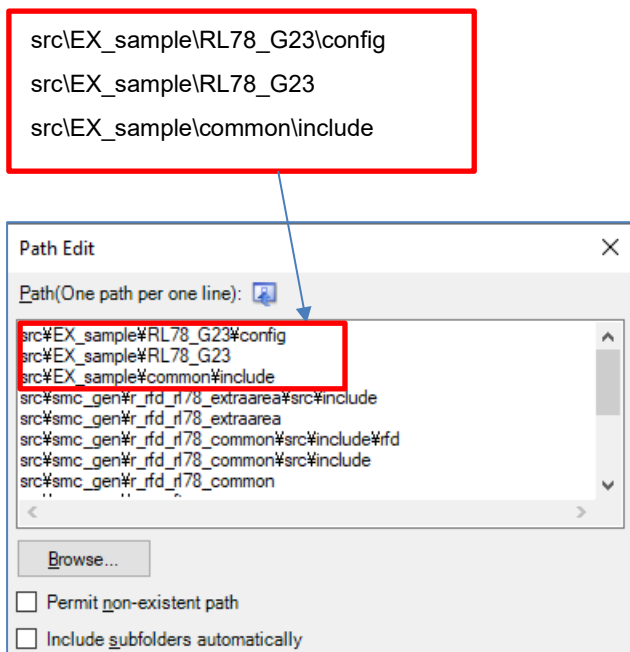 src\EX_sample\RL78_G23\config
src\EX_sample\RL78_G23
src\EX_sample\common\include
Path Edit
Path(One path per one line):
src¥EX_sample¥RL78_G23¥config
src¥EX_sample¥RL78_G23
src¥EX_sample¥common¥include
src¥smc_gen¥r_rfd_rl78_extraarea¥src¥include
src¥smc_gen¥r_rfd_rl78_extraarea
src¥smc_gen¥r_rfd_rl78_common¥src¥include¥rfd
src¥smc_gen¥r_rfd_rl78_common¥src¥include
src¥smc_gen¥r_rfd_rl78_common
Browse...
Permit non-existent path
Include subfolders automatically